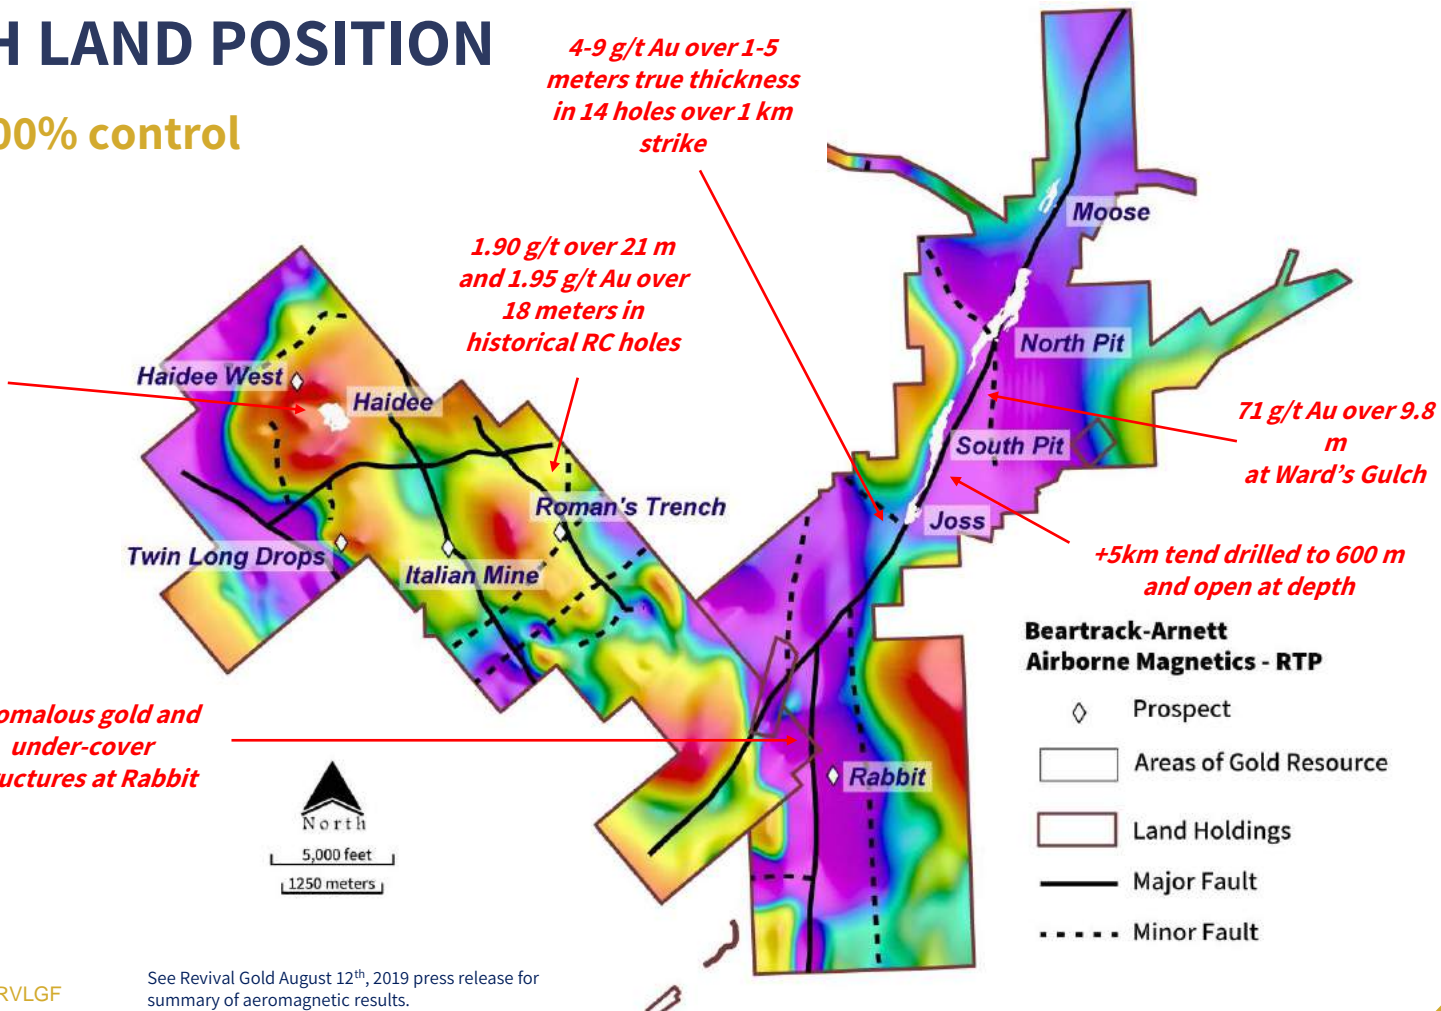 H LAND POSITION
00% control
4-9 g/t Au over 1-5
meters true thickness
in 14 holes over 1 km
strike
1.90 g/t over 21 m
and 1.95 g/t Au over
18 meters in
historical RC holes
Moose
North Pit
Haidee West
Haidee
71 g/t Au over 9.8
m
at Ward's Gulch
South Pit
Roman's Trench
Joss
Twin Long Drops
Italian Mine
+5km tend drilled to 600 m
and open at depth
omalous gold and
under-cover
ructures at Rabbit
Rabbit
Beartrack-Arnett
Airborne Magnetics - RTP
Prospect
Areas of Gold Resource
Land Holdings
Major Fault
Minor Fault
North
5,000 feet
1250 meters
RVLGF
See Revival Gold August 12th, 2019 press release for
summary of aeromagnetic results.